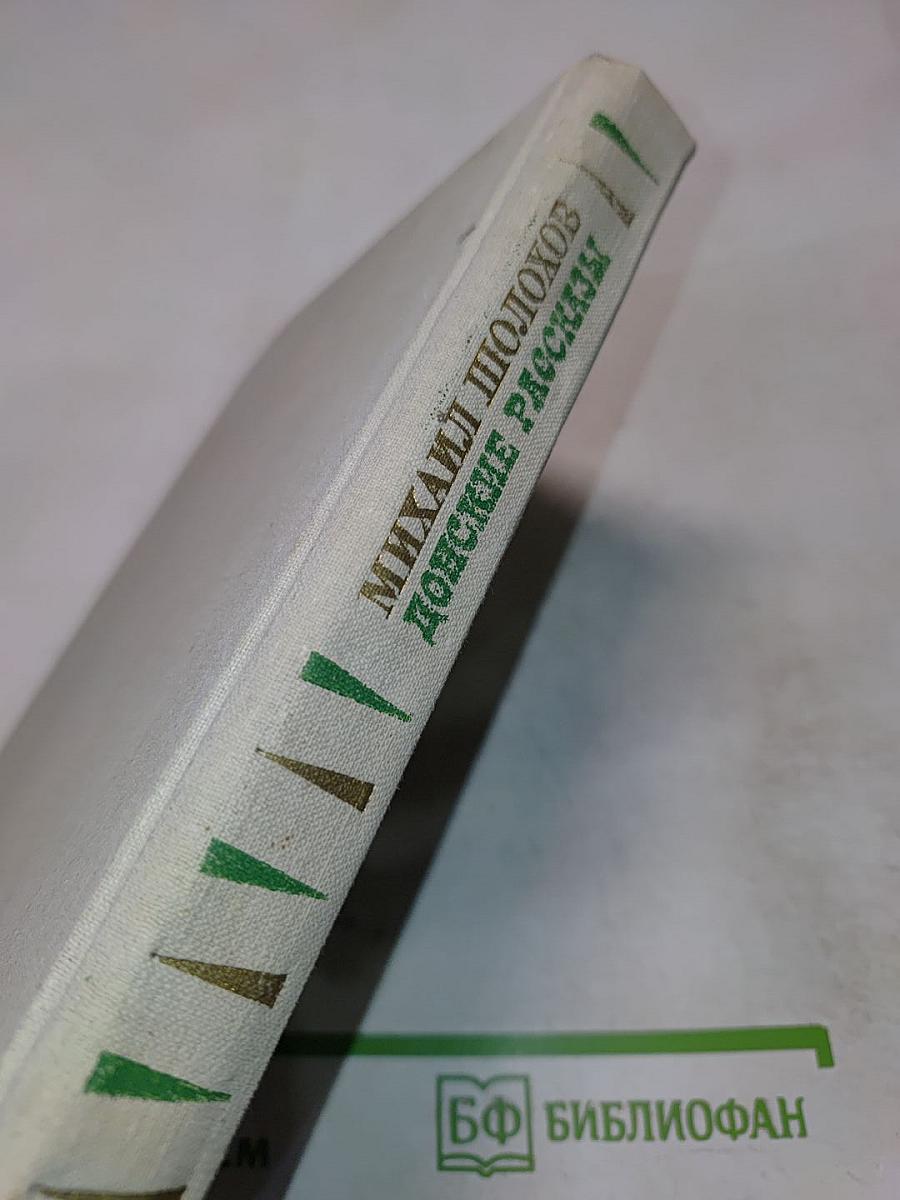 МИХАИЛ ШОЛОХОВ
ДОНСКИЕ РАССКАЗЫ
БФ БИБЛИОФАН